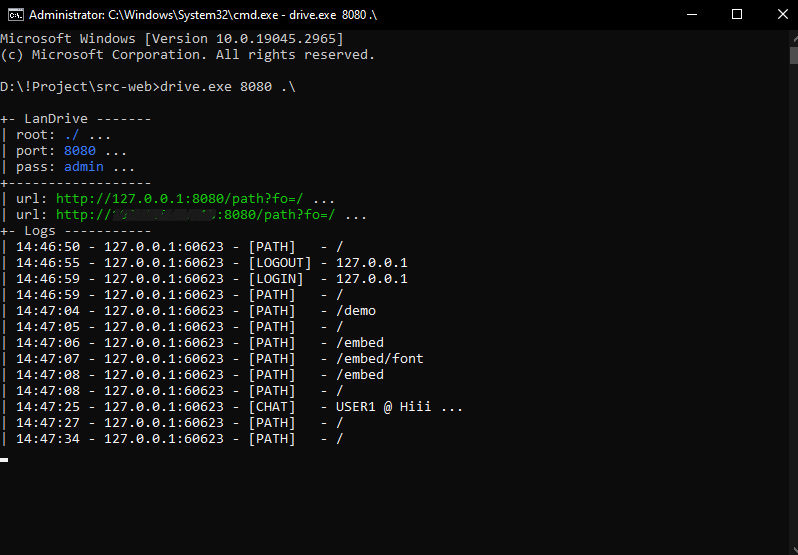 Administrator: C:\Windows\System32\cmd.exe - drive.exe 8080 .\
Microsoft Windows [Version 10.0.19045.2965]
(c) Microsoft Corporation. All rights reserved.
D:\!Project\src-web>drive.exe 8080 .\
+- LanDrive -------
| root: ./ ...
| port: 8080 ...
| pass: admin ...
+------------------
| url: http://127.0.0.1:8080/path?fo=/ ...
| url: http:// :8080/path?fo=/ ...
+- Logs -----------
| 14:46:50 - 127.0.0.1:60623 - [PATH]   - /
| 14:46:55 - 127.0.0.1:60623 - [LOGOUT] - 127.0.0.1
| 14:46:59 - 127.0.0.1:60623 - [LOGIN]  - 127.0.0.1
| 14:46:59 - 127.0.0.1:60623 - [PATH]   - /
| 14:47:04 - 127.0.0.1:60623 - [PATH]   - /demo
| 14:47:05 - 127.0.0.1:60623 - [PATH]   - /
| 14:47:06 - 127.0.0.1:60623 - [PATH]   - /embed
| 14:47:07 - 127.0.0.1:60623 - [PATH]   - /embed/font
| 14:47:08 - 127.0.0.1:60623 - [PATH]   - /embed
| 14:47:08 - 127.0.0.1:60623 - [PATH]   - /
| 14:47:25 - 127.0.0.1:60623 - [CHAT]   - USER1 @ Hiii ...
| 14:47:27 - 127.0.0.1:60623 - [PATH]   - /
| 14:47:34 - 127.0.0.1:60623 - [PATH]   - /